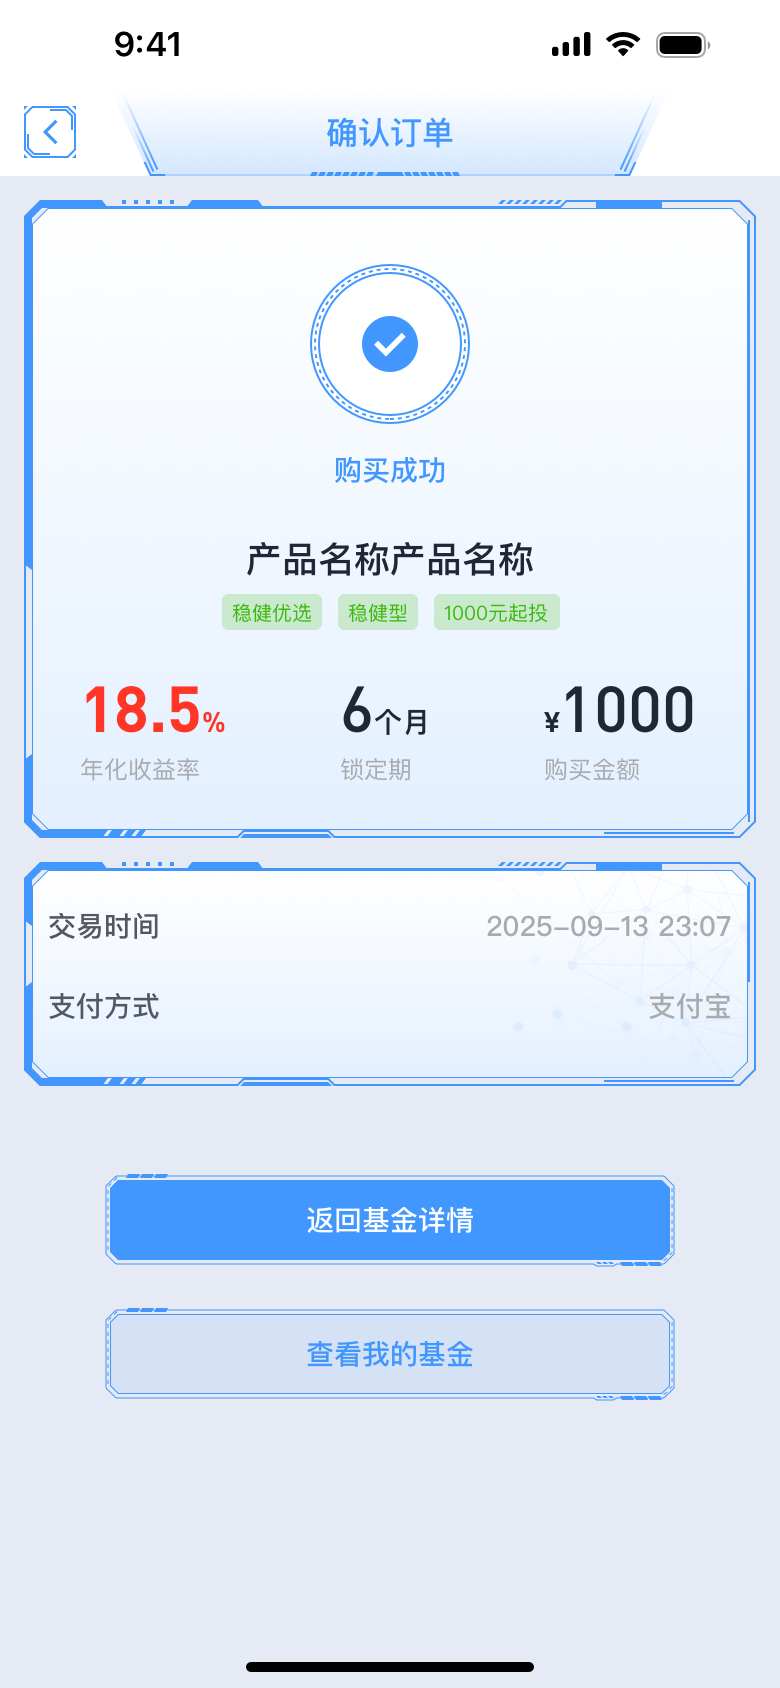 9:41
确认订单
购买成功
产品名称产品名称
稳健优选 稳健型 1000元起投
18.5% 6个月 ¥1000
年化收益率 锁定期 购买金额
交易时间 2025-09-13 23:07
支付方式 支付宝
返回基金详情
查看我的基金